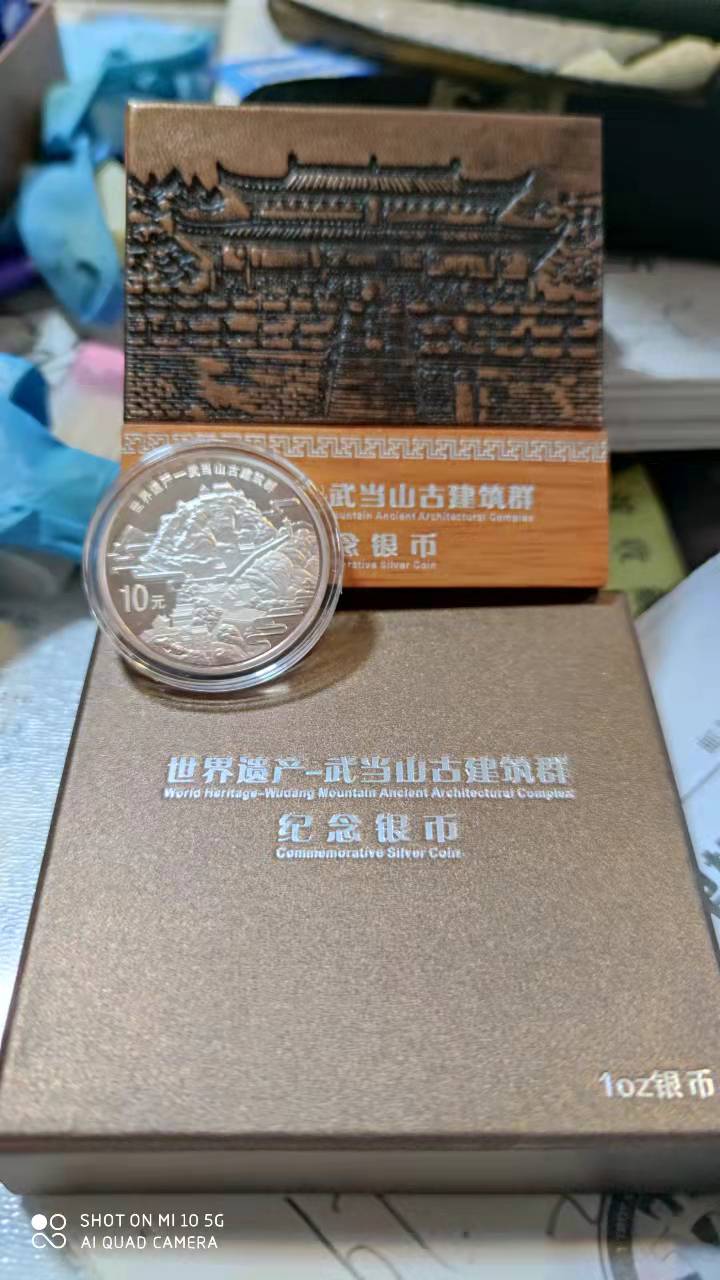 世界遗产—武当山古建筑群
10元
武当山古建筑群
Ancient Architectural Complex
念银币
Silver Coin
世界遗产-武当山古建筑群
World Heritage-Wudang Mountain Ancient Architectural Complex
纪念银币
Commemorative Silver Coin
1oz银币
SHOT ON MI 10 5G
AI QUAD CAMERA